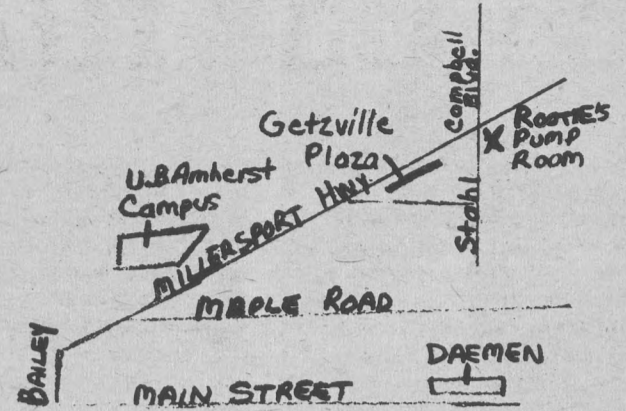 Campbell
Blvd.
Getzville
Plaza
ROOTIE'S
Pump
Room
U.B. Amherst
Campus
MILLERSPORT HWY
Stahl
MAPLE ROAD
BAILEY
DAEMEN
MAIN STREET